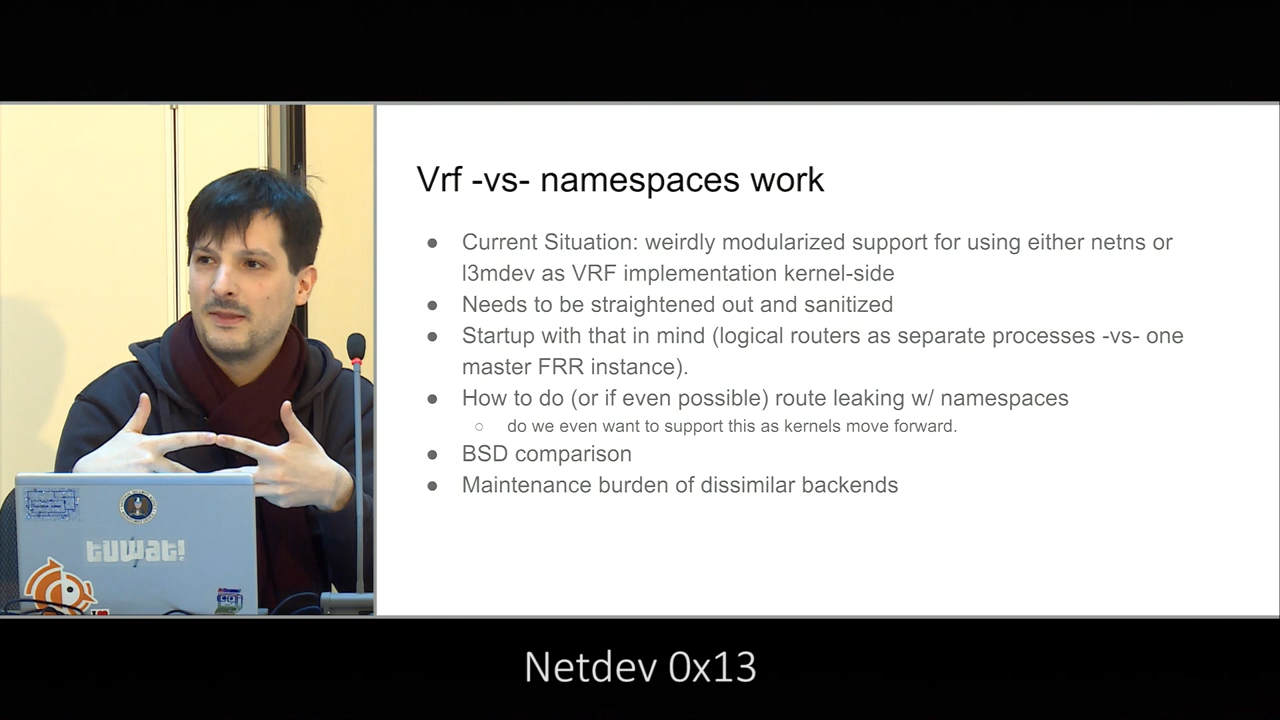 Vrf -vs- namespaces work
● Current Situation: weirdly modularized support for using either netns or
l3mdev as VRF implementation kernel-side
● Needs to be straightened out and sanitized
● Startup with that in mind (logical routers as separate processes -vs- one
master FRR instance).
● How to do (or if even possible) route leaking w/ namespaces
○ do we even want to support this as kernels move forward.
● BSD comparison
● Maintenance burden of dissimilar backends
tuwat!
Netdev 0x13